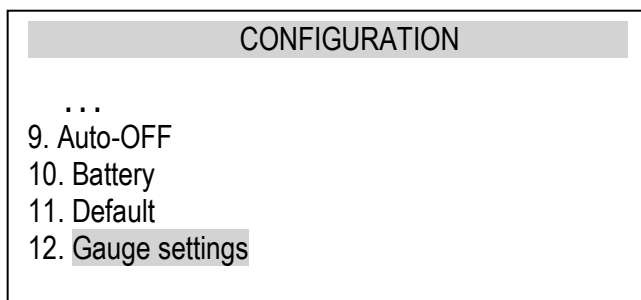 CONFIGURATION
...
9. Auto-OFF
10. Battery
11. Default
12. Gauge settings